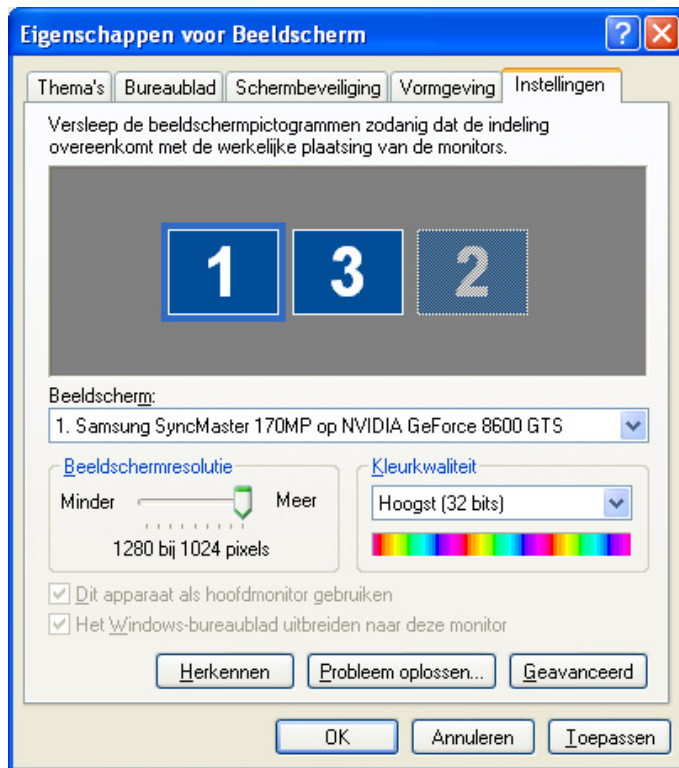 Eigenschappen voor Beeldscherm
?
Thema's Bureaublad Schermbeveiliging Vormgeving Instellingen
Versleep de beeldschermpictogrammen zodanig dat de indeling
overeenkomt met de werkelijke plaatsing van de monitors.
1 3 2
Beeldscherm:
1. Samsung SyncMaster 170MP op NVIDIA GeForce 8600 GTS
Beeldschermresolutie
Minder Meer
1280 bij 1024 pixels
Kleurkwaliteit
Hoogst (32 bits)
Dit apparaat als hoofdmonitor gebruiken
Het Windows-bureaublad uitbreiden naar deze monitor
Herkennen Probleem oplossen... Geavanceerd
OK Annuleren Toepassen